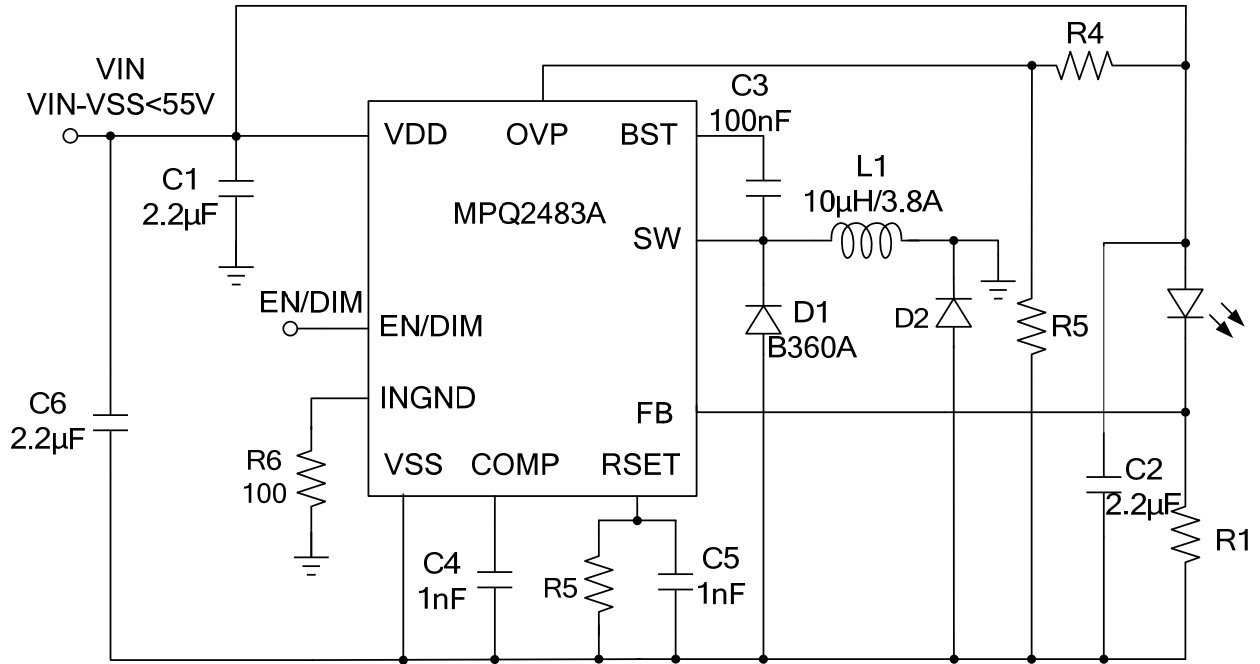 R4
VIN
VIN-VSS<55V
C3
100nF
VDD
OVP
BST
C1
2.2µF
L1
10µH/3.8A
MPQ2483A
SW
EN/DIM
EN/DIM
D1
B360A
D2
R5
INGND
FB
C6
2.2µF
R6
100
VSS
COMP
RSET
C2
2.2µF
R1
C4
1nF
R5
C5
1nF